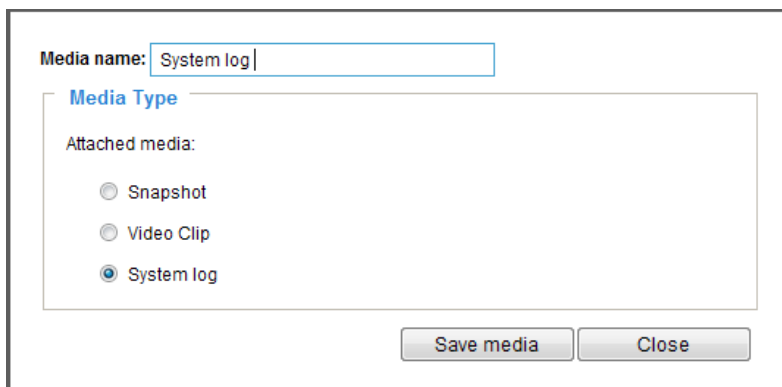 Media name: System log
Media Type
Attached media:
Snapshot
Video Clip
System log
Save media Close